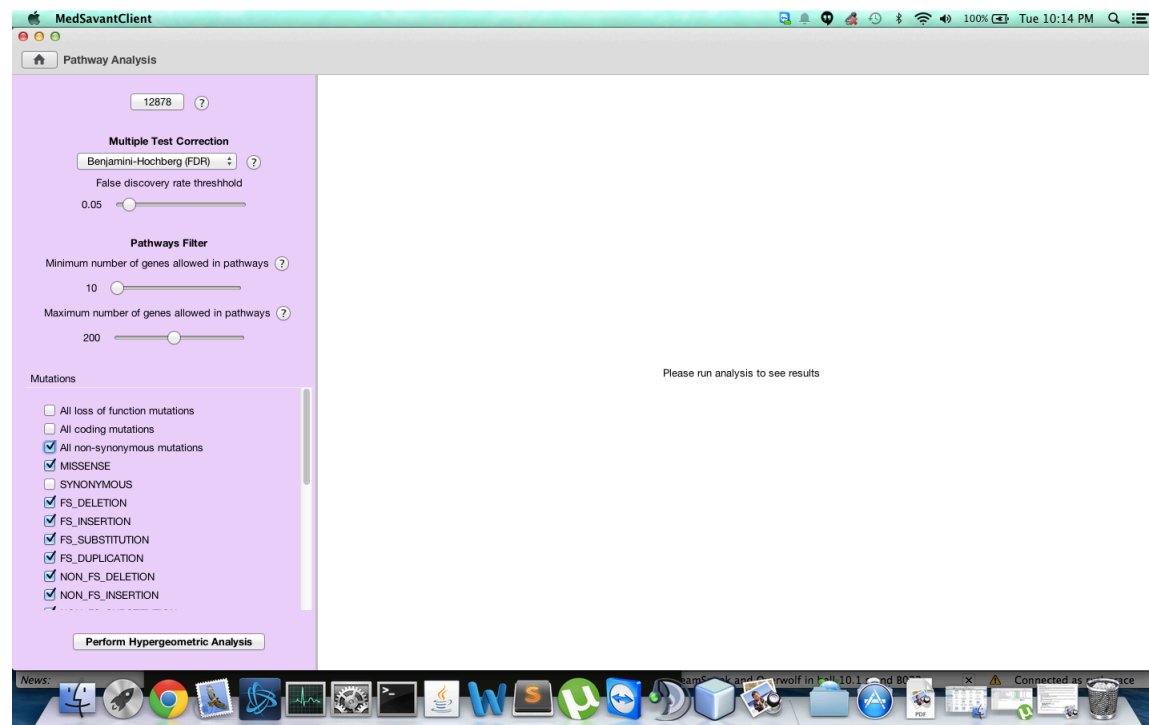 MedSavantClient
100% Tue 10:14 PM
Pathway Analysis
12878 ?
Multiple Test Correction
Benjamini-Hochberg (FDR) ?
False discovery rate threshhold
0.05
Pathways Filter
Minimum number of genes allowed in pathways ?
10
Maximum number of genes allowed in pathways ?
200
Please run analysis to see results
Mutations
All loss of function mutations
All coding mutations
All non-synonymous mutations
MISSENSE
SYNONYMOUS
FS_DELETION
FS_INSERTION
FS_SUBSTITUTION
FS_DUPLICATION
NON_FS_DELETION
NON_FS_INSERTION
Perform Hypergeometric Analysis
News:
Connected as
PDF